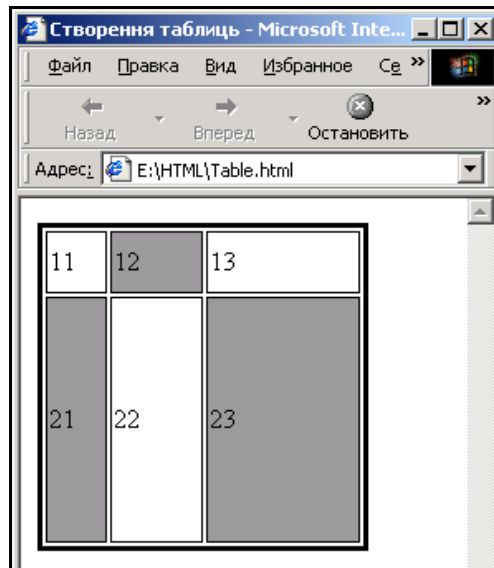 Створення таблиць - Microsoft Inte...
Файл Правка Вид Избранное Се »
Назад Вперед Остановить »
Адрес: E:\HTML\Table.html
11 12 13
21 22 23